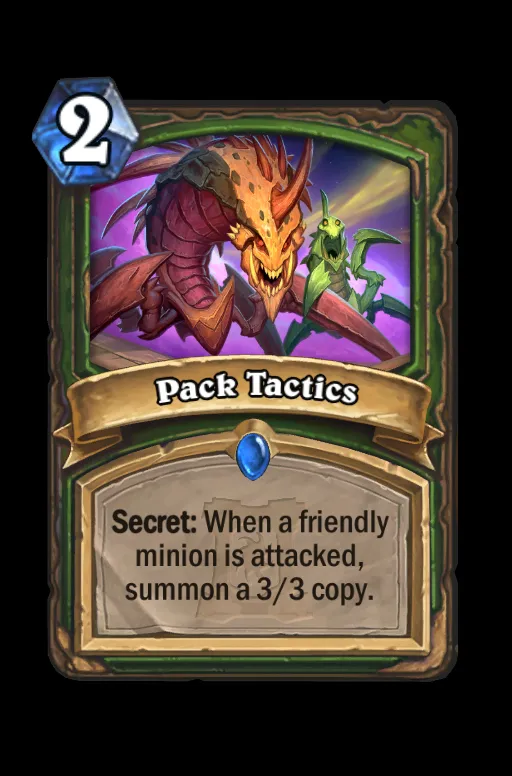 2
Pack Tactics
Secret: When a friendly
minion is attacked,
summon a 3/3 copy.